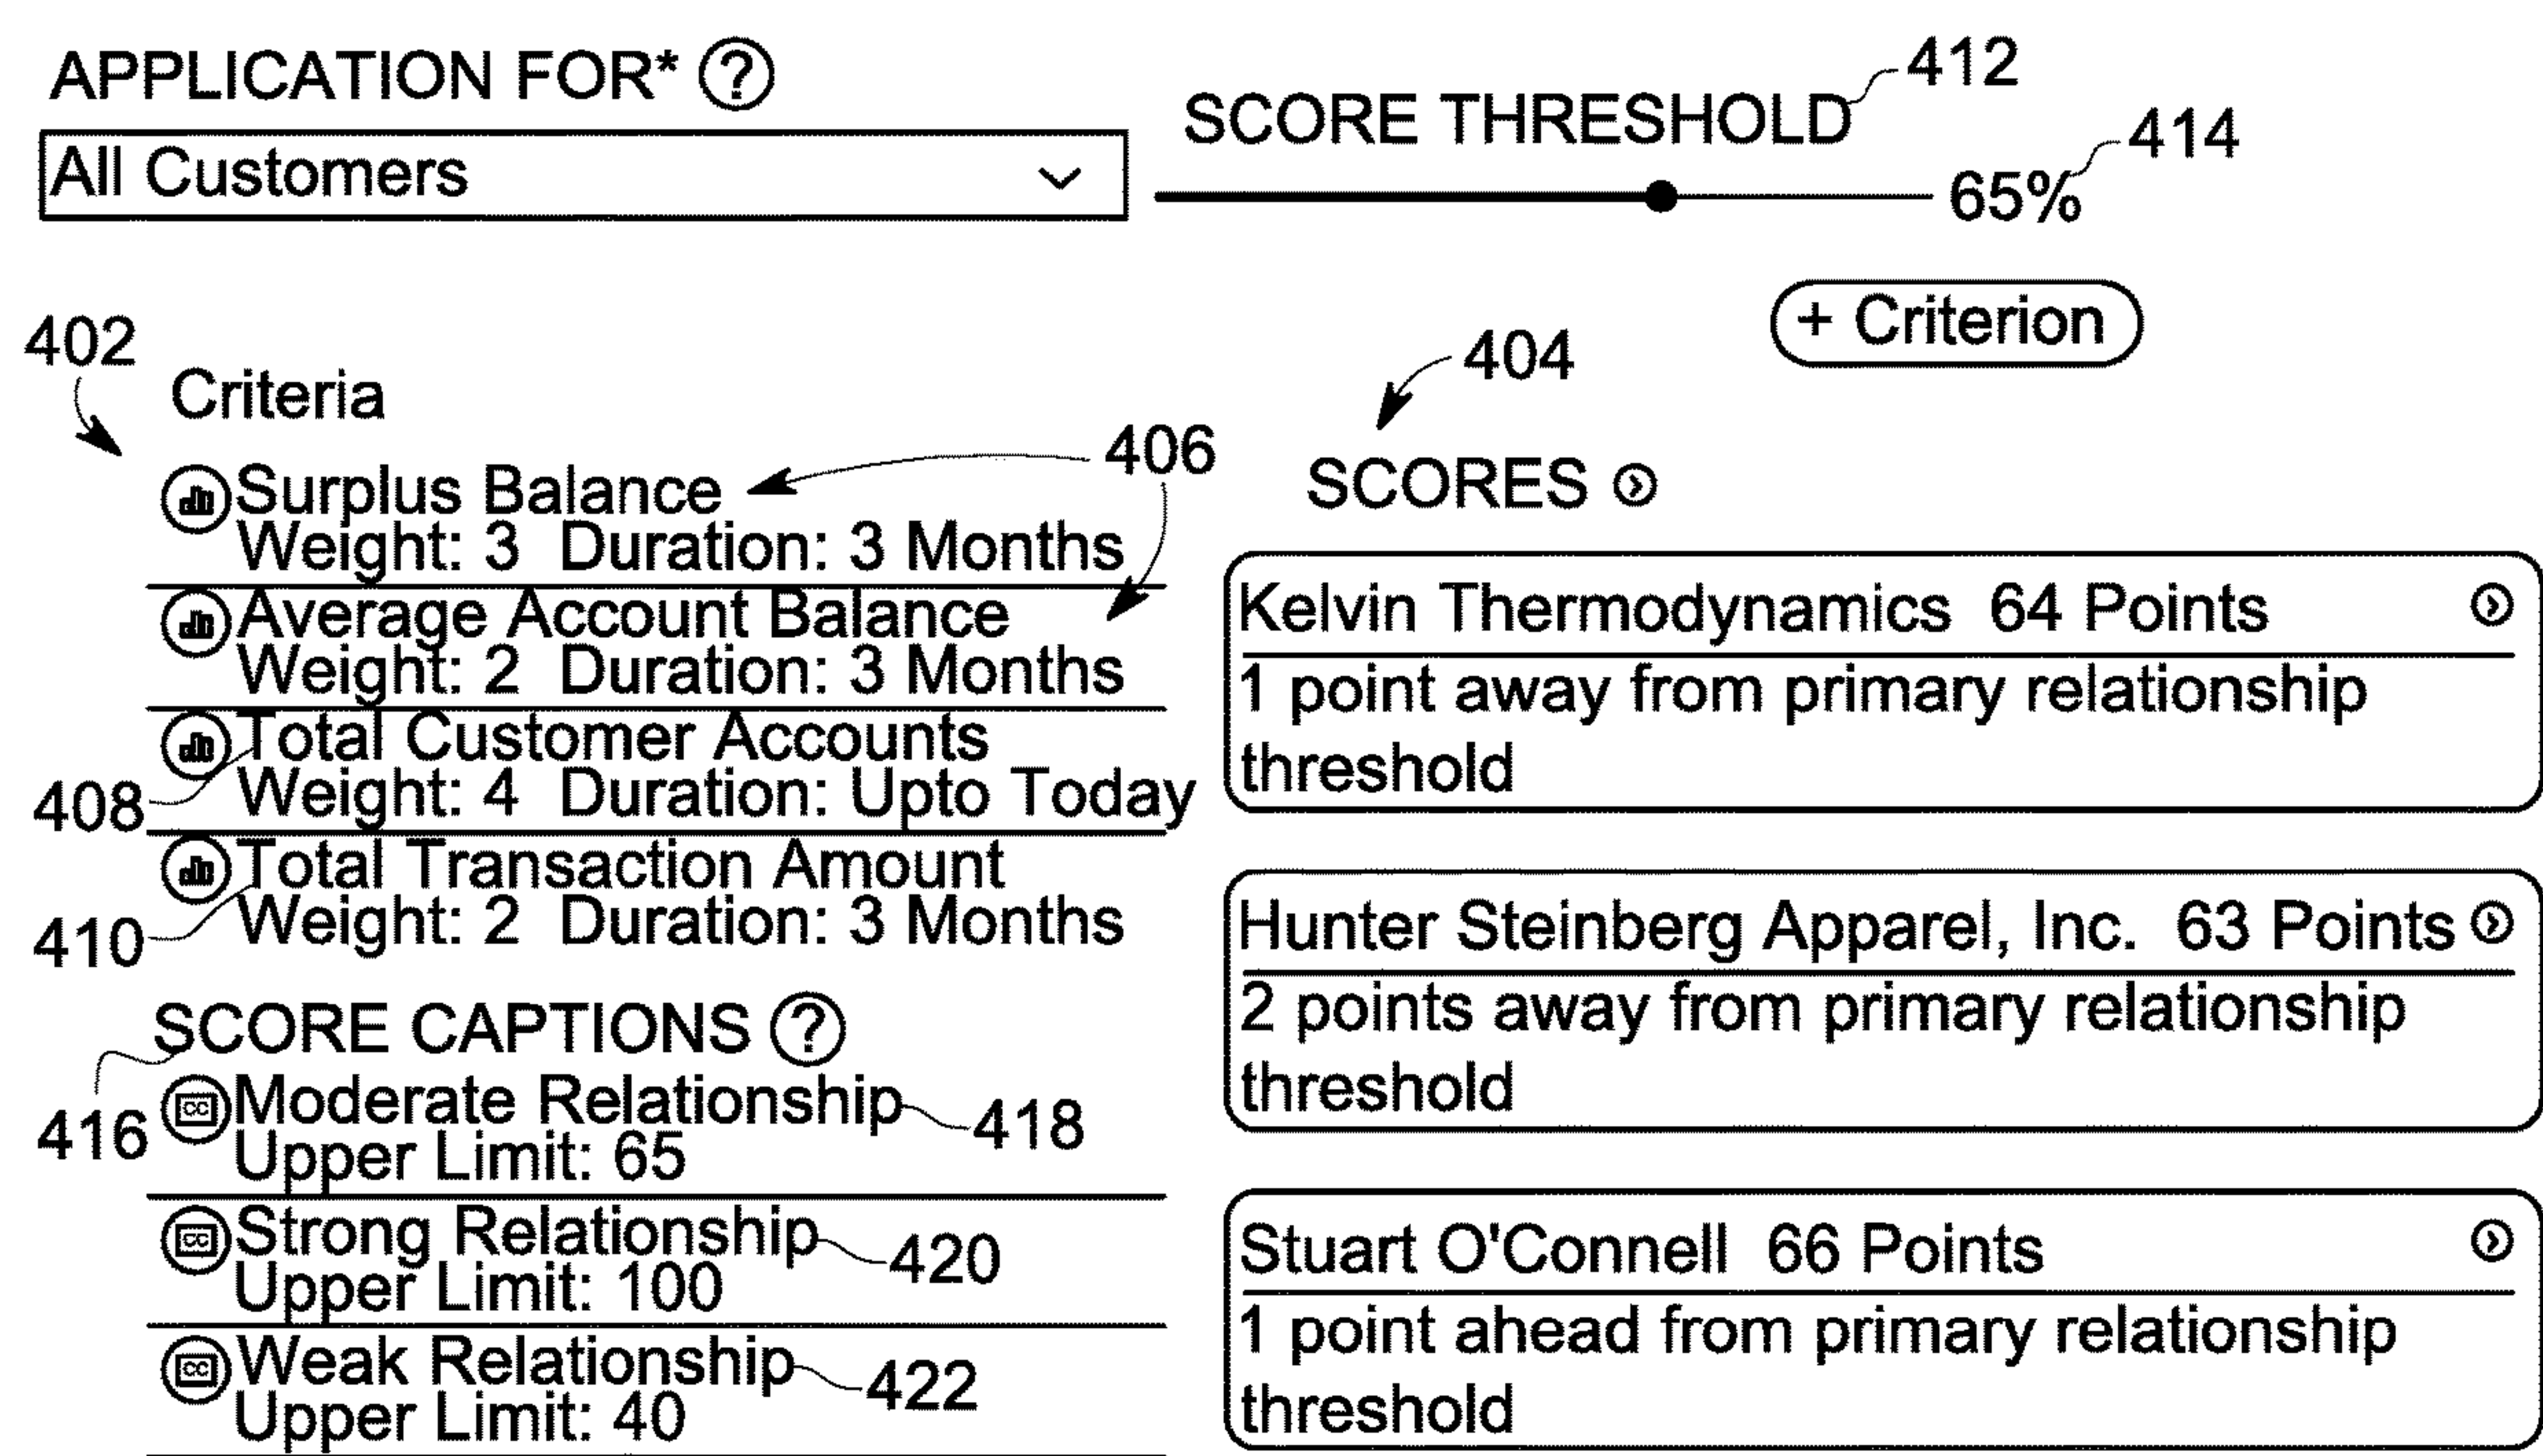 APPLICATION FOR* ?
All Customers
SCORE THRESHOLD 412
65% 414
+ Criterion
402
Criteria
406
Surplus Balance
Weight: 3 Duration: 3 Months
Average Account Balance
Weight: 2 Duration: 3 Months
Total Customer Accounts
408 Weight: 4 Duration: Upto Today
Total Transaction Amount
410 Weight: 2 Duration: 3 Months
SCORE CAPTIONS ?
416
CC Moderate Relationship 418
Upper Limit: 65
CC Strong Relationship 420
Upper Limit: 100
CC Weak Relationship 422
Upper Limit: 40
404
SCORES
Kelvin Thermodynamics 64 Points
1 point away from primary relationship
threshold
Hunter Steinberg Apparel, Inc. 63 Points
2 points away from primary relationship
threshold
Stuart O'Connell 66 Points
1 point ahead from primary relationship
threshold